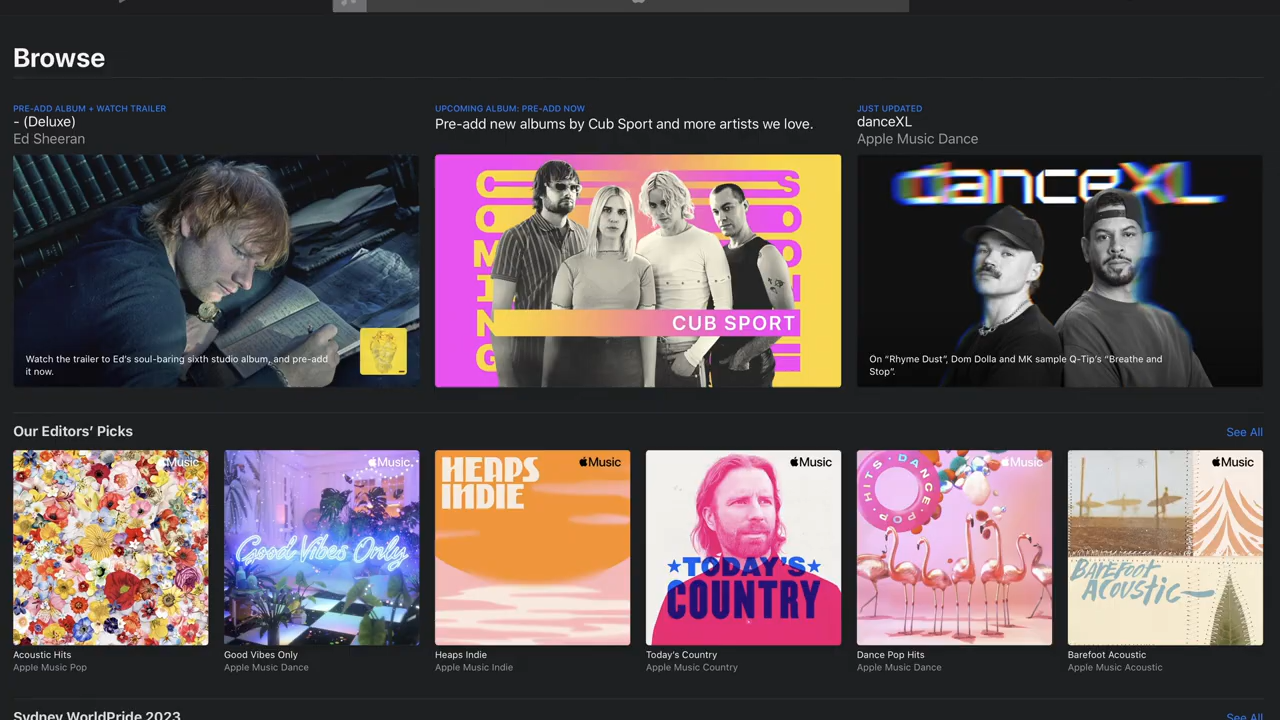 Browse
PRE-ADD ALBUM + WATCH TRAILER
- (Deluxe)
Ed Sheeran
Watch the trailer to Ed's soul-baring sixth studio album, and pre-add
it now.
UPCOMING ALBUM: PRE-ADD NOW
Pre-add new albums by Cub Sport and more artists we love.
COMING
SOON
CUB SPORT
JUST UPDATED
danceXL
Apple Music Dance
danceXL
On “Rhyme Dust”, Dom Dolla and MK sample Q-Tip's “Breathe and
Stop”.
Our Editors’ Picks
See All
Music
Acoustic Hits
Apple Music Pop
Music
Good Vibes Only
Good Vibes Only
Apple Music Dance
HEAPS
INDIE
Music
Heaps Indie
Apple Music Indie
Music
TODAY'S
COUNTRY
Today's Country
Apple Music Country
HITS · DANCE POP
Music
Dance Pop Hits
Apple Music Dance
Music
BAREFOOT
ACOUSTIC
Barefoot Acoustic
Apple Music Acoustic
Sydney WorldPride 2023
See All